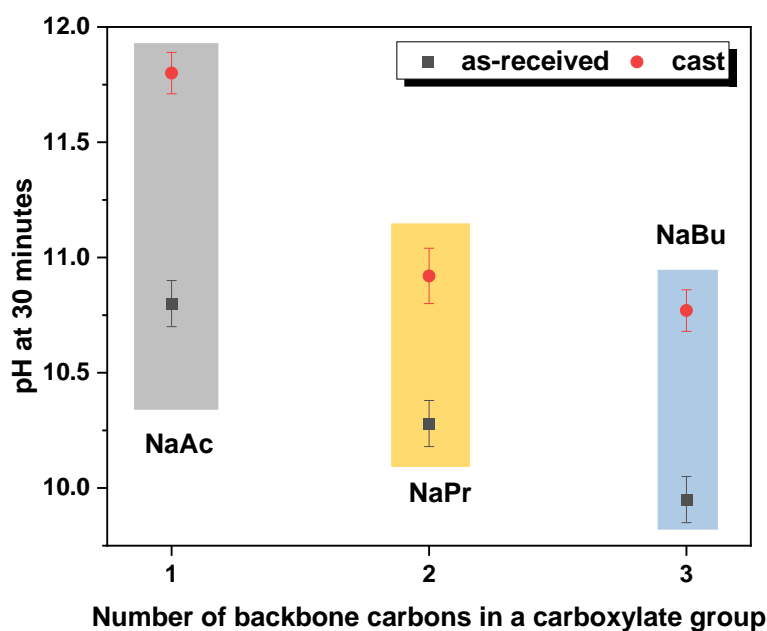 12.0
as-received cast
11.5
11.0
NaBu
pH at 30 minutes
10.5
NaAc
10.0
NaPr
1 2 3
Number of backbone carbons in a carboxylate group